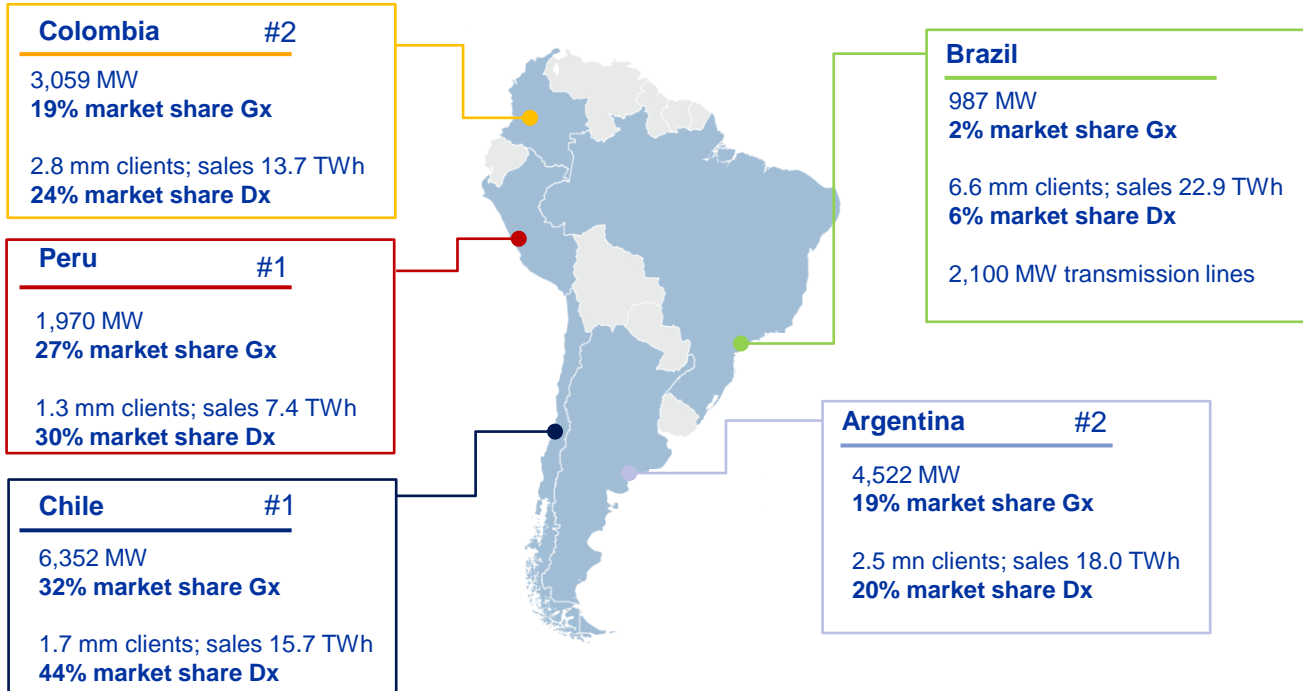 Colombia #2
3,059 MW
19% market share Gx
2.8 mm clients; sales 13.7 TWh
24% market share Dx
Peru #1
1,970 MW
27% market share Gx
1.3 mm clients; sales 7.4 TWh
30% market share Dx
Chile #1
6,352 MW
32% market share Gx
1.7 mm clients; sales 15.7 TWh
44% market share Dx
Brazil
987 MW
2% market share Gx
6.6 mm clients; sales 22.9 TWh
6% market share Dx
2,100 MW transmission lines
Argentina #2
4,522 MW
19% market share Gx
2.5 mn clients; sales 18.0 TWh
20% market share Dx